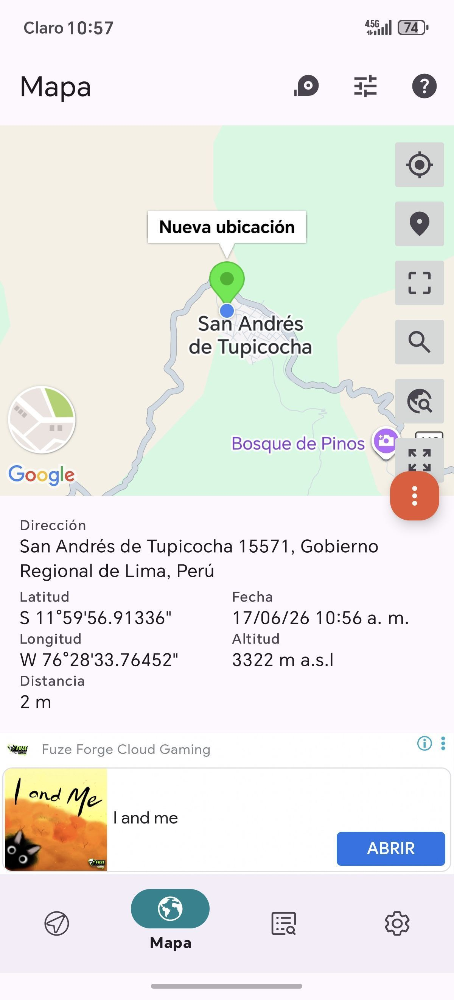 Claro 10:57
4.5G
74
Mapa
Nueva ubicación
San Andrés
de Tupicocha
Bosque de Pinos
Google
Dirección
San Andrés de Tupicocha 15571, Gobierno
Regional de Lima, Perú
Latitud
S 11°59'56.91336"
Fecha
17/06/26 10:56 a. m.
Longitud
W 76°28'33.76452"
Altitud
3322 m a.s.l
Distancia
2 m
FUZE
Fuze Forge Cloud Gaming
I and Me
I and me
FUZE
ABRIR
Mapa